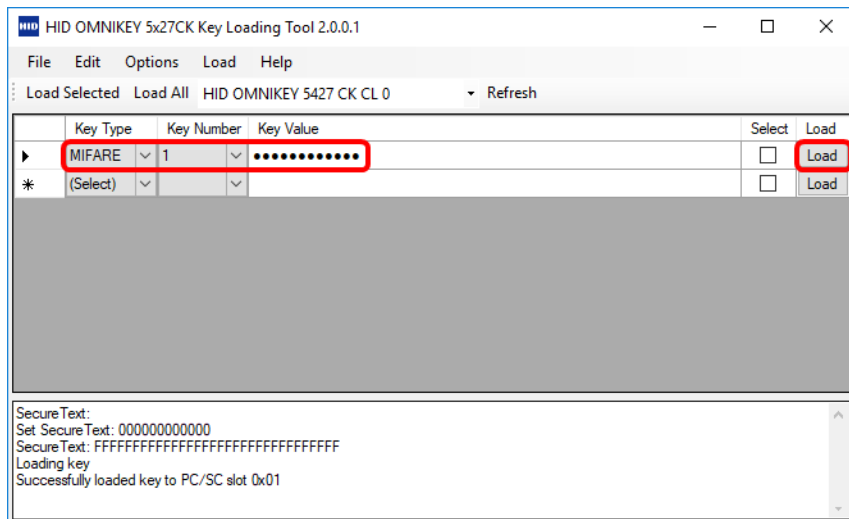 HID HID OMNIKEY 5x27CK Key Loading Tool 2.0.0.1
File Edit Options Load Help
Load Selected Load All HID OMNIKEY 5427 CK CL 0 Refresh
Key Type Key Number Key Value Select Load
MIFARE 1 ●●●●●●●●●●●● Load
(Select) Load
SecureText:
Set SecureText: 000000000000
SecureText: FFFFFFFFFFFFFFFFFFFFFFFFFFFFFFFF
Loading key
Successfully loaded key to PC/SC slot 0x01